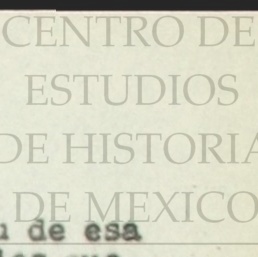 CENTRO DE
ESTUDIOS
DE HISTORIA
DE MEXICO
u de esa